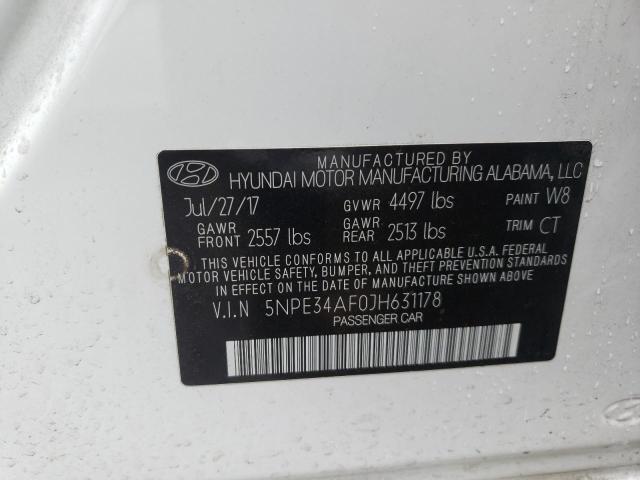 MANUFACTURED BY
HYUNDAI MOTOR MANUFACTURING ALABAMA, LLC
Jul/27/17 GVWR 4497 lbs PAINT W8
GAWR FRONT 2557 lbs GAWR REAR 2513 lbs TRIM CT
THIS VEHICLE CONFORMS TO ALL APPLICABLE U.S.A. FEDERAL
MOTOR VEHICLE SAFETY, BUMPER, AND THEFT PREVENTION STANDARDS
IN EFFECT ON THE DATE OF MANUFACTURE SHOWN ABOVE.
V.I.N 5NPE34AF0JH631178
PASSENGER CAR